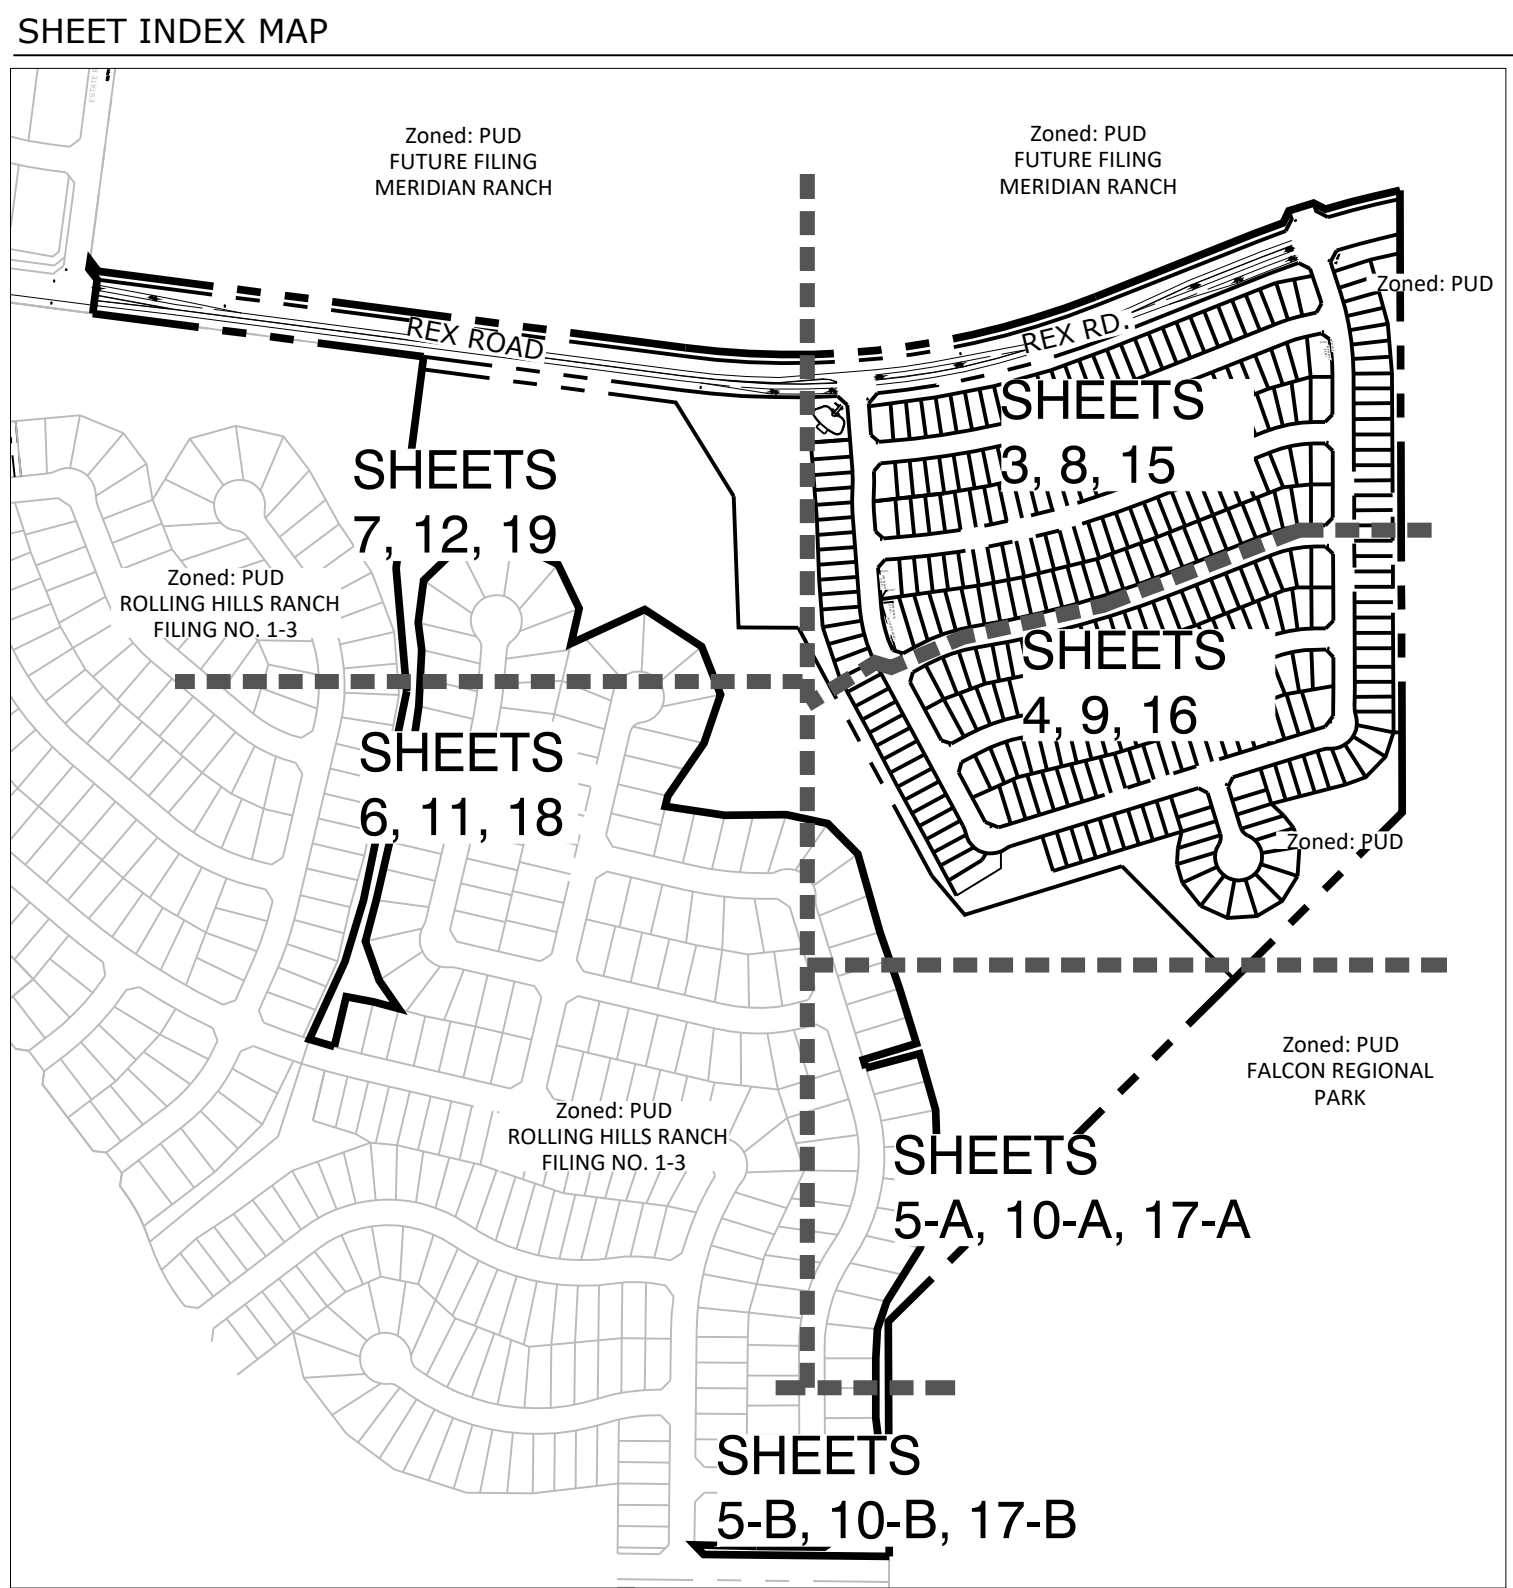 SHEET INDEX MAP
Zoned: PUD
FUTURE FILING
MERIDIAN RANCH
Zoned: PUD
FUTURE FILING
MERIDIAN RANCH
Zoned: PUD
REX ROAD
REX RD.
SHEETS
3, 8, 15
SHEETS
7, 12, 19
Zoned: PUD
ROLLING HILLS RANCH
FILING NO. 1-3
SHEETS
4, 9, 16
SHEETS
6, 11, 18
Zoned: PUD
Zoned: PUD
FALCON REGIONAL
PARK
Zoned: PUD
ROLLING HILLS RANCH
FILING NO. 1-3
SHEETS
5-A, 10-A, 17-A
SHEETS
5-B, 10-B, 17-B